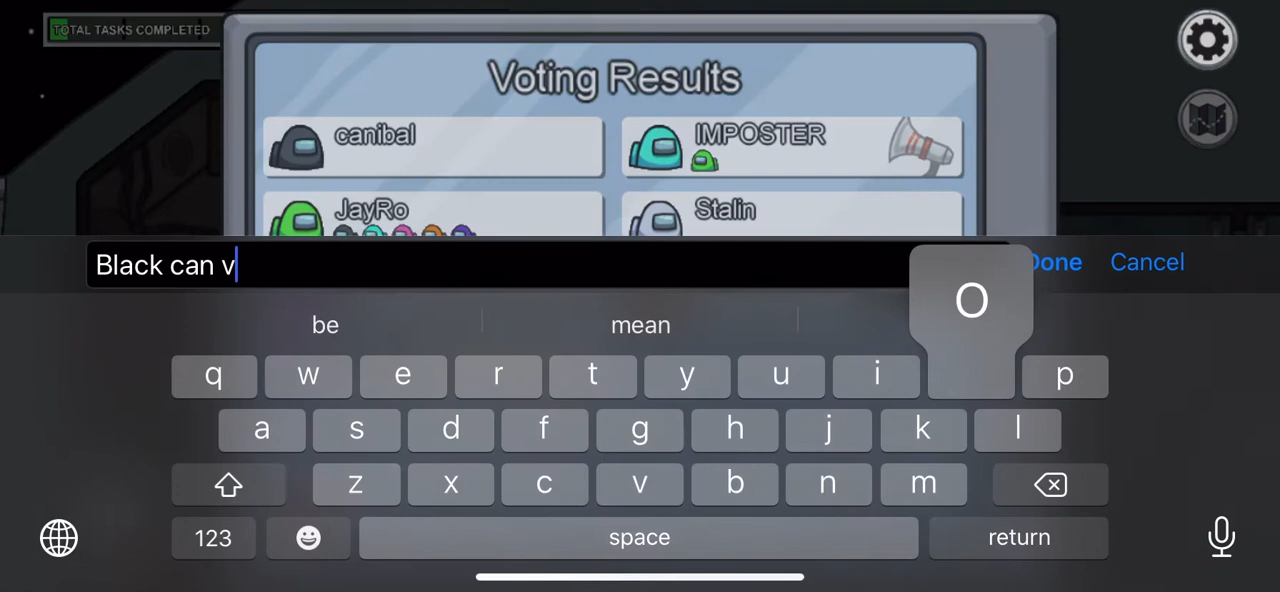 TOTAL TASKS COMPLETED
Voting Results
canibal
IMPOSTER
JayRo
Stalin
Black can v
Done
Cancel
O
be
mean
q w e r t y u i p
a s d f g h j k l
z x c v b n m
123
space
return